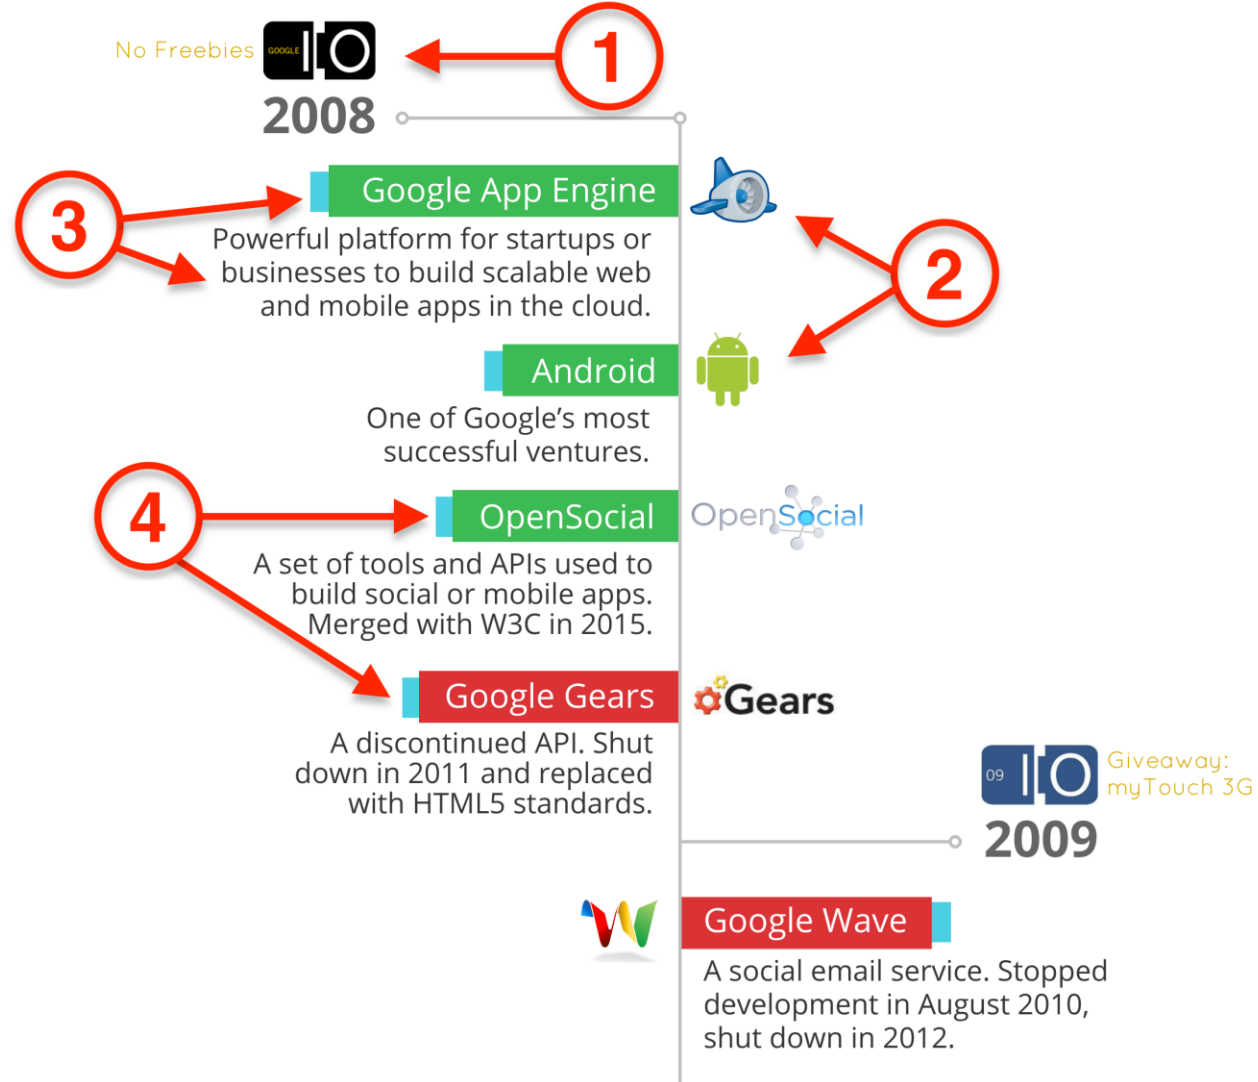 No Freebies
GOOGLE IO
1
2008
Google App Engine
3
Powerful platform for startups or
businesses to build scalable web
and mobile apps in the cloud.
2
Android
One of Google's most
successful ventures.
4
OpenSocial
OpenSocial
A set of tools and APIs used to
build social or mobile apps.
Merged with W3C in 2015.
Google Gears
Gears
A discontinued API. Shut
down in 2011 and replaced
with HTML5 standards.
09 IO
Giveaway:
myTouch 3G
2009
Google Wave
A social email service. Stopped
development in August 2010,
shut down in 2012.